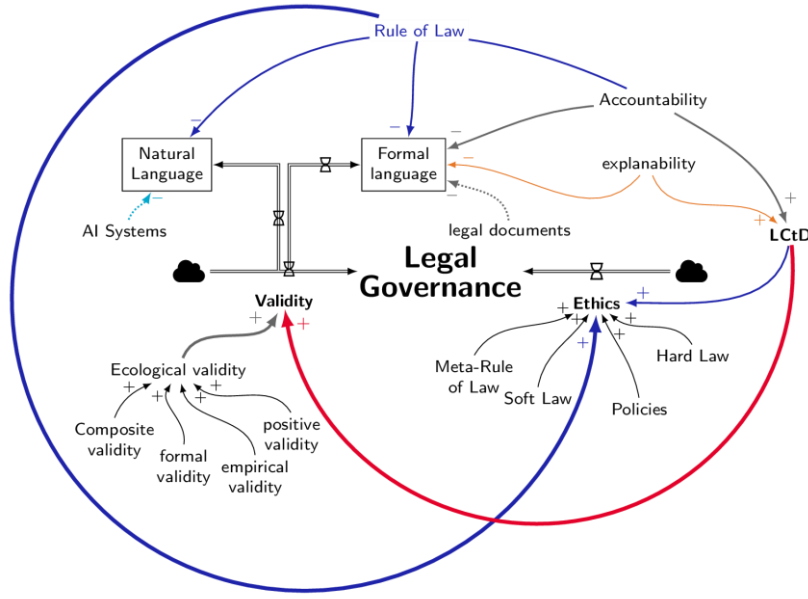 Rule of Law
Accountability
Natural
Language
Formal
language
explanability
AI Systems
legal documents
LCtD
Legal
Governance
Validity
Ethics
Ecological validity
Meta-Rule
of Law
Soft Law
Policies
Hard Law
Composite
validity
formal
validity
empirical
validity
positive
validity